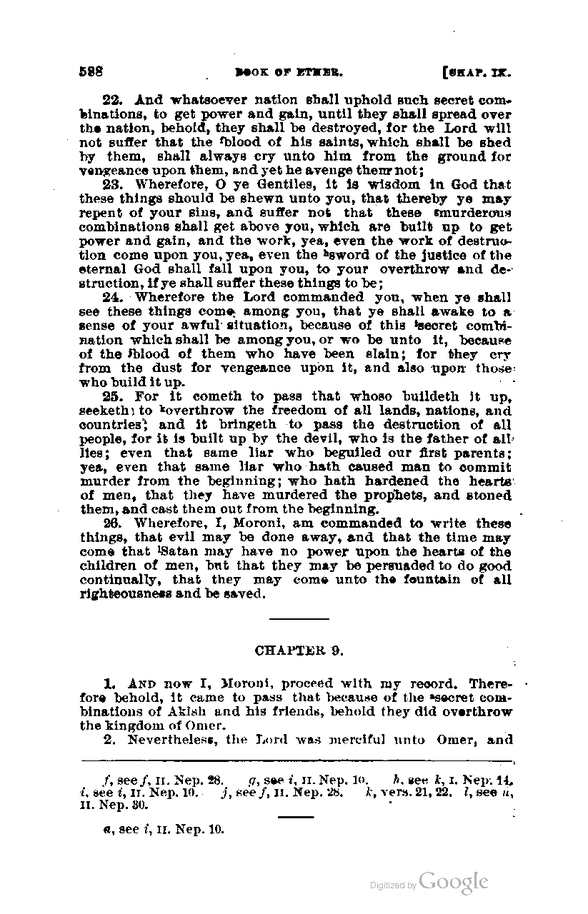 588 BOOK OF ETHER. [CHAP. IX.
22. And whatsoever nation shall uphold such secret com-
binations, to get power and gain, until they shall spread over
the nation, behold, they shall be destroyed, for the Lord will
not suffer that the fblood of his saints, which shall be shed
by them, shall always cry unto him from the ground for
vengeance upon them, and yet he avenge them not;
23. Wherefore, O ye Gentiles, it is wisdom in God that
these things should be shewn unto you, that thereby ye may
repent of your sins, and suffer not that these gmurderous
combinations shall get above you, which are built up to get
power and gain, and the work, yea, even the work of destruc-
tion come upon you, yea, even the hsword of the justice of the
eternal God shall fall upon you, to your overthrow and de-
struction, if ye shall suffer these things to be;
24. Wherefore the Lord commanded you, when ye shall
see these things come among you, that ye shall awake to a
sense of your awful situation, because of this isecret combi-
nation which shall be among you, or wo be unto it, because
of the jblood of them who have been slain; for they cry
from the dust for vengeance upon it, and also upon those
who build it up.
25. For it cometh to pass that whoso buildeth it up,
seeketh to koverthrow the freedom of all lands, nations, and
countries; and it bringeth to pass the destruction of all
people, for it is built up by the devil, who is the father of all
lies; even that same liar who beguiled our first parents;
yea, even that same liar who hath caused man to commit
murder from the beginning; who hath hardened the hearts
of men, that they have murdered the prophets, and stoned
them, and cast them out from the beginning.
26. Wherefore, I, Moroni, am commanded to write these
things, that evil may be done away, and that the time may
come that lSatan may have no power upon the hearts of the
children of men, but that they may be persuaded to do good
continually, that they may come unto the fountain of all
righteousness and be saved.
CHAPTER 9.
1. AND now I, Moroni, proceed with my record. There-
fore behold, it came to pass that because of the asecret com-
binations of Akish and his friends, behold they did overthrow
the kingdom of Omer.
2. Nevertheless, the Lord was merciful unto Omer, and
f, see f, II. Nep. 28. g, see i, II. Nep. 10. h, see k, I. Nep. 14.
i, see i, II. Nep. 10. j, see f, II. Nep. 28. k, vers. 21, 22. l, see u,
II. Nep. 30.
a, see i, II. Nep. 10.
Digitized by Google